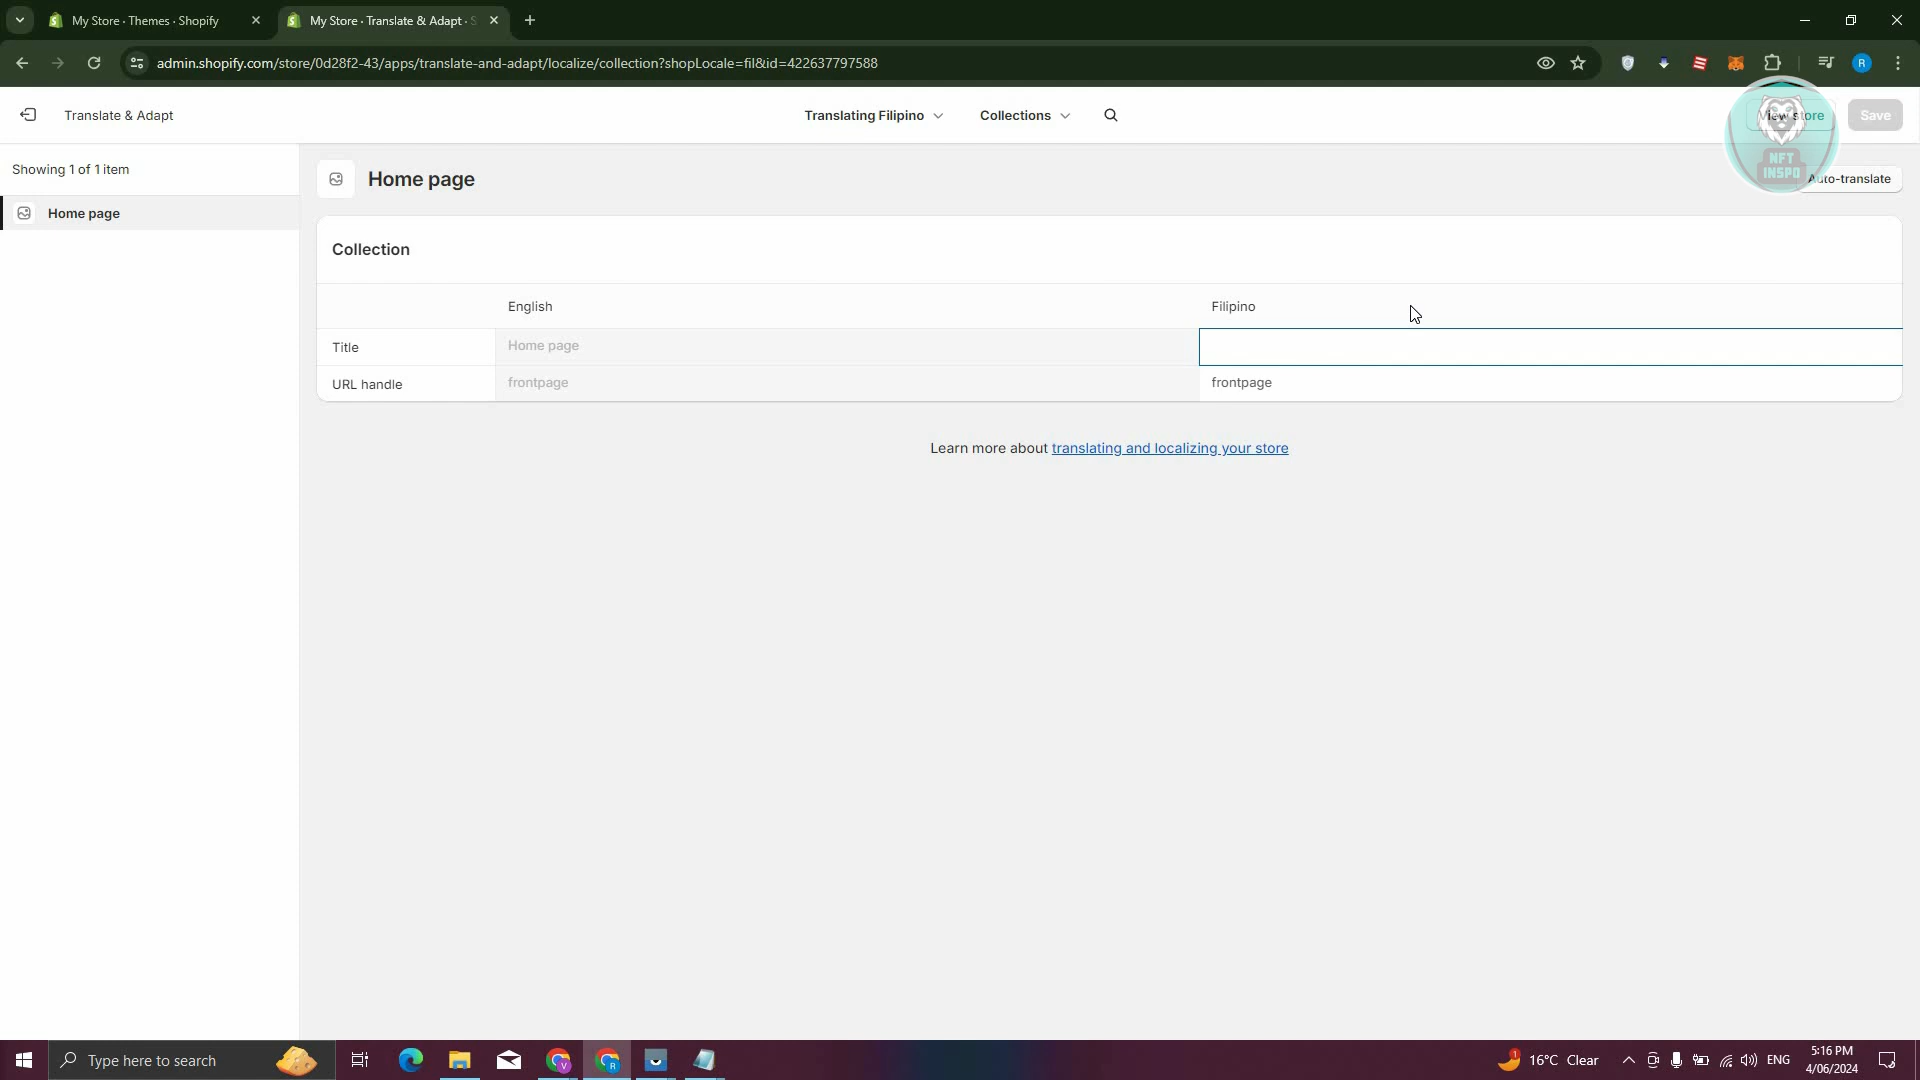 My Store · Themes · Shopify
My Store · Translate & Adapt · S
admin.shopify.com/store/0d28f2-43/apps/translate-and-adapt/localize/collection?shopLocale=fil&id=422637797588
R
Translate & Adapt
Translating Filipino
Collections
View store
Save
NFT
INSPO
Showing 1 of 1 item
Home page
Auto-translate
Home page
Collection
English
Filipino
Title
Home page
URL handle
frontpage
frontpage
Learn more about translating and localizing your store
Type here to search
V
R
1
16°C Clear
ENG
5:16 PM
4/06/2024